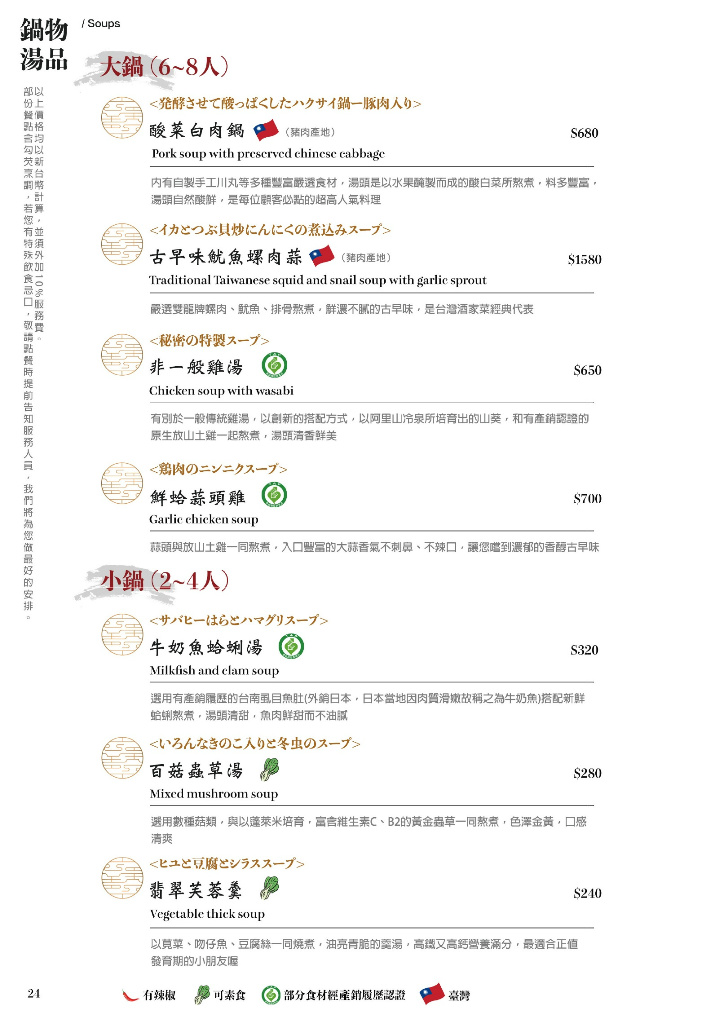 鍋物 / Soups
湯品
以上價格均以新台幣計算，並須外加10%服務費。
部份餐點含勾芡烹調，若您有特殊飲食忌口，敬請點餐時提前告知服務人員，我們將為您做最好的安排。
大鍋（6~8人）
<発酵させて酸っぱくしたハクサイ鍋ー豚肉入り>
酸菜白肉鍋 （豬肉產地） $680
Pork soup with preserved chinese cabbage
內有自製手工川丸等多種豐富嚴選食材，湯頭是以水果醃製而成的酸白菜所熬煮，料多豐富，
湯頭自然酸鮮，是每位顧客必點的超高人氣料理
<イカとつぶ貝炒にんにくの煮込みスープ>
古早味魷魚螺肉蒜 （豬肉產地） $1580
Traditional Taiwanese squid and snail soup with garlic sprout
嚴選雙龍牌螺肉、魷魚、排骨熬煮，鮮濃不膩的古早味，是台灣酒家菜經典代表
<秘密の特製スープ>
非一般雞湯 $650
Chicken soup with wasabi
有別於一般傳統雞湯，以創新的搭配方式，以阿里山冷泉所培育出的山葵，和有產銷認證的
原生放山土雞一起熬煮，湯頭清香鮮美
<鶏肉のニンニクスープ>
鮮蛤蒜頭雞 $700
Garlic chicken soup
蒜頭與放山土雞一同熬煮，入口豐富的大蒜香氣不刺鼻、不辣口，讓您嚐到濃郁的香醇古早味
小鍋（2~4人）
<サバヒーはらとハマグリスープ>
牛奶魚蛤蜊湯 $320
Milkfish and clam soup
選用有產銷履歷的台南虱目魚肚(外銷日本，日本當地因肉質滑嫩故稱之為牛奶魚)搭配新鮮
蛤蜊熬煮，湯頭清甜，魚肉鮮甜而不油膩
<いろんなきのこ入りと冬虫のスープ>
百菇蟲草湯 $280
Mixed mushroom soup
選用數種菇類，與以蓬萊米培育，富含維生素C、B2的黃金蟲草一同熬煮，色澤金黃，口感
清爽
<ヒユと豆腐とシラススープ>
翡翠芙蓉羹 $240
Vegetable thick soup
以莧菜、吻仔魚、豆腐絲一同燒煮，油亮青脆的羹湯，高鐵又高鈣營養滿分，最適合正值
發育期的小朋友喔
24 有辣椒 可素食 部分食材經產銷履歷認證 臺灣